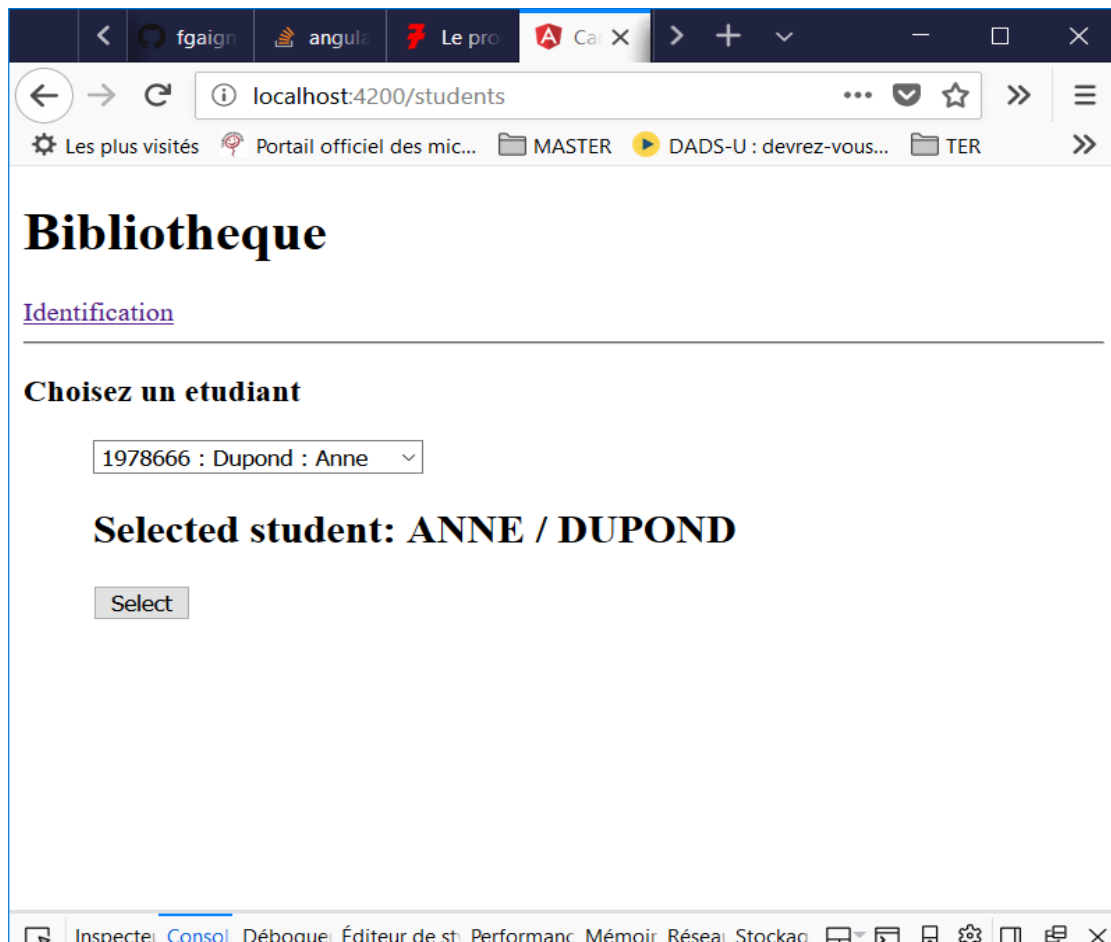 fgaign angula Le pro Ca
localhost:4200/students
Les plus visités Portail officiel des mic... MASTER DADS-U : devrez-vous... TER
Bibliotheque
Identification
Choisez un etudiant
1978666 : Dupond : Anne
Selected student: ANNE / DUPOND
Select
Inspecteu Consol Débogue Éditeur de st Performanc Mémoir Réseau Stockag